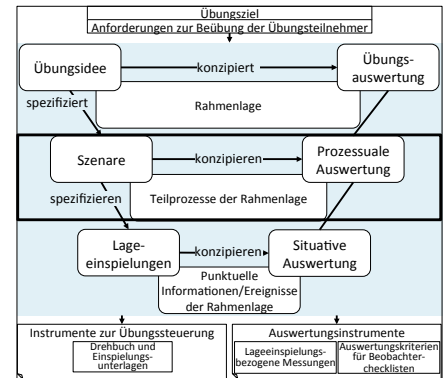 Übungsziel
Anforderungen zur Beübung der Übungsteilnehmer
Übungsidee
konzipiert
Übungs-
auswertung
spezifiziert
Rahmenlage
Szenare
konzipieren
Prozessuale
Auswertung
spezifizieren
Teilprozesse der Rahmenlage
Lage-
einspielungen
konzipieren
Situative
Auswertung
Punktuelle
Informationen/Ereignisse
der Rahmenlage
Instrumente zur Übungssteuerung
Drehbuch und
Einspielungs-
unterlagen
Auswertungsinstrumente
Lageeinspielungs-
bezogene Messungen
Auswertungskriterien
für Beobachter-
checklisten